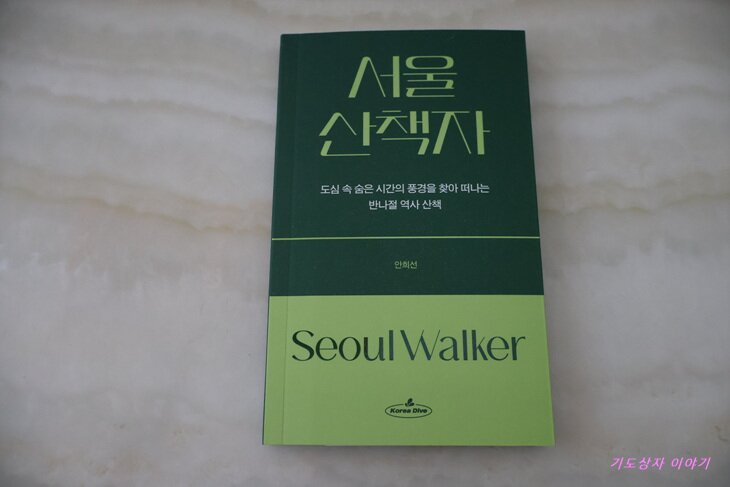 서울
산책자
도심 속 숨은 시간의 풍경을 찾아 떠나는
반나절 역사 산책
안희선
Seoul Walker
Korea Dive
기도상자 이야기